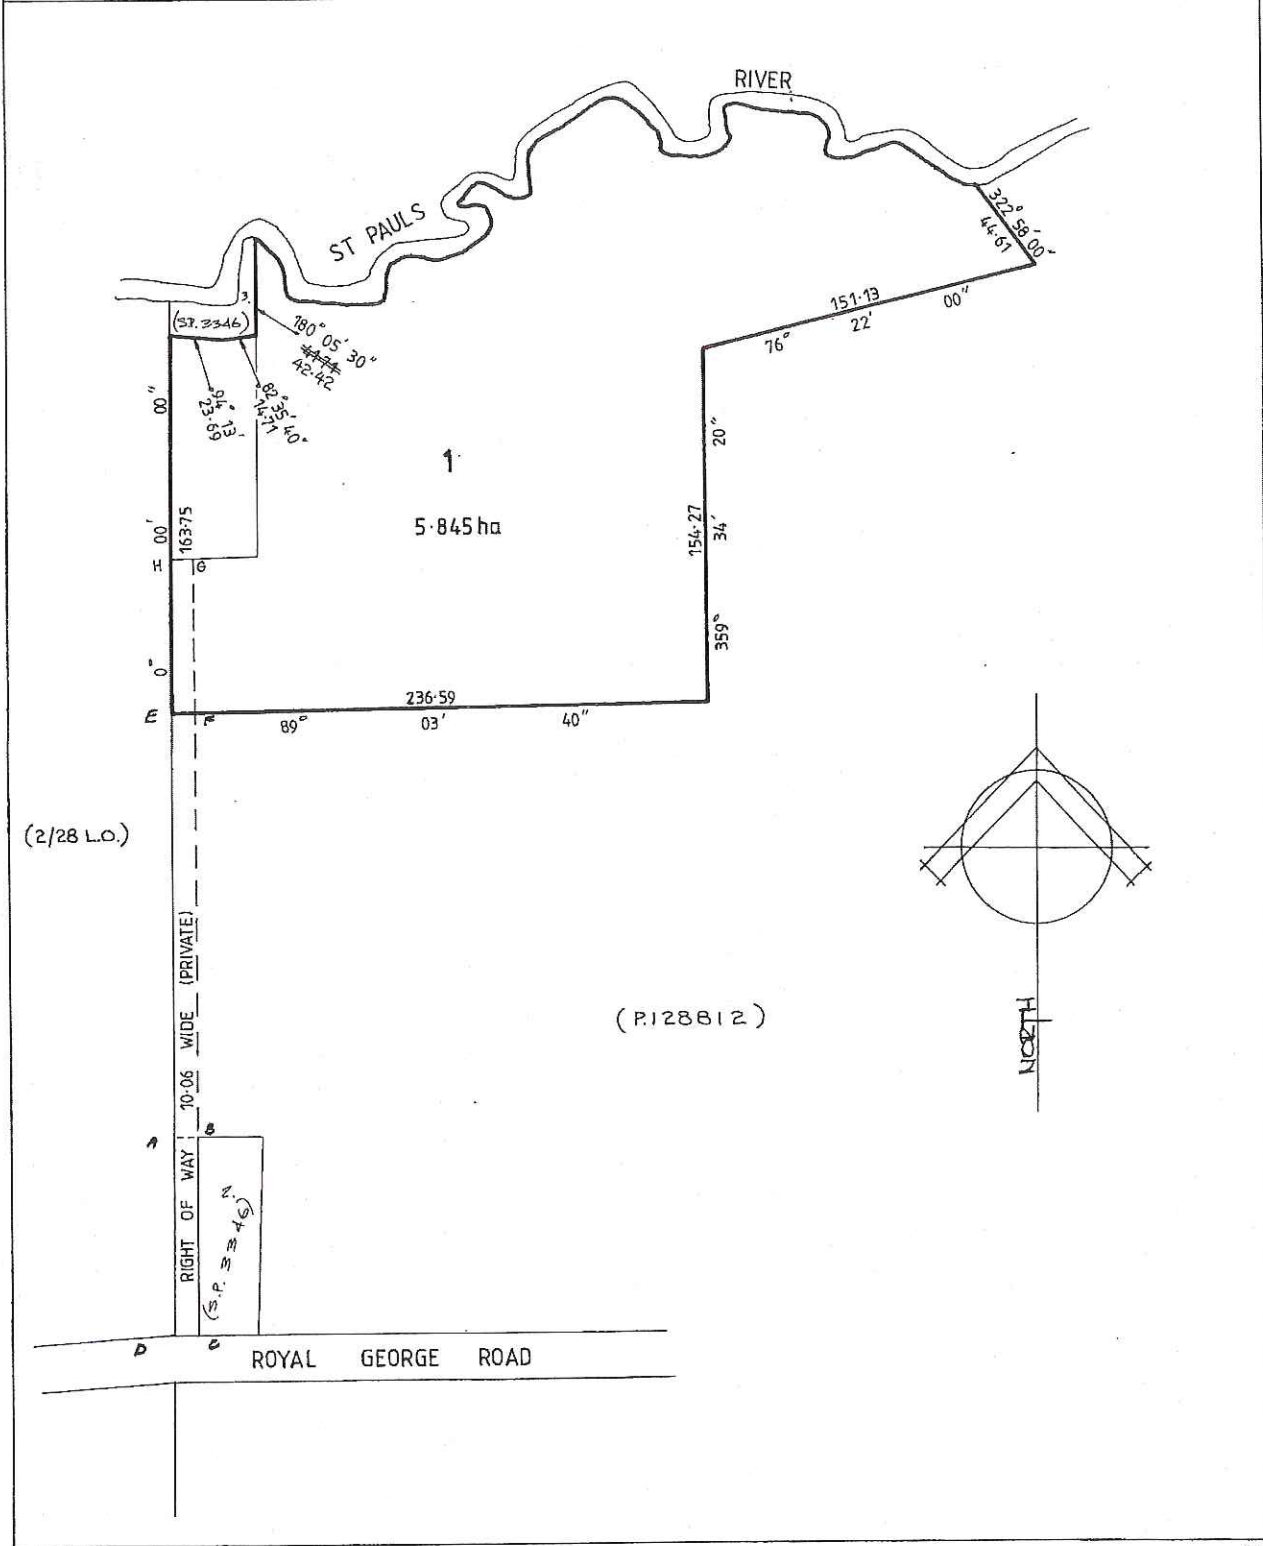 RIVER
ST PAULS
322° 58' 00"
44·61
3.
(S.P. 3346)
180° 05' 30"
42·42
151·13
76° 22' 00"
94° 13'
23·69
82° 35' 40"
14·71
1
5·845 ha
0° 00' 00"
163·75
154·27
359° 34' 20"
H
G
E
F
236·59
89° 03' 40"
(2/28 L.O.)
RIGHT OF WAY 10·06 WIDE (PRIVATE)
(P.128812)
NORTH
A
B
2.
(S.P. 3346)
D
C
ROYAL GEORGE ROAD